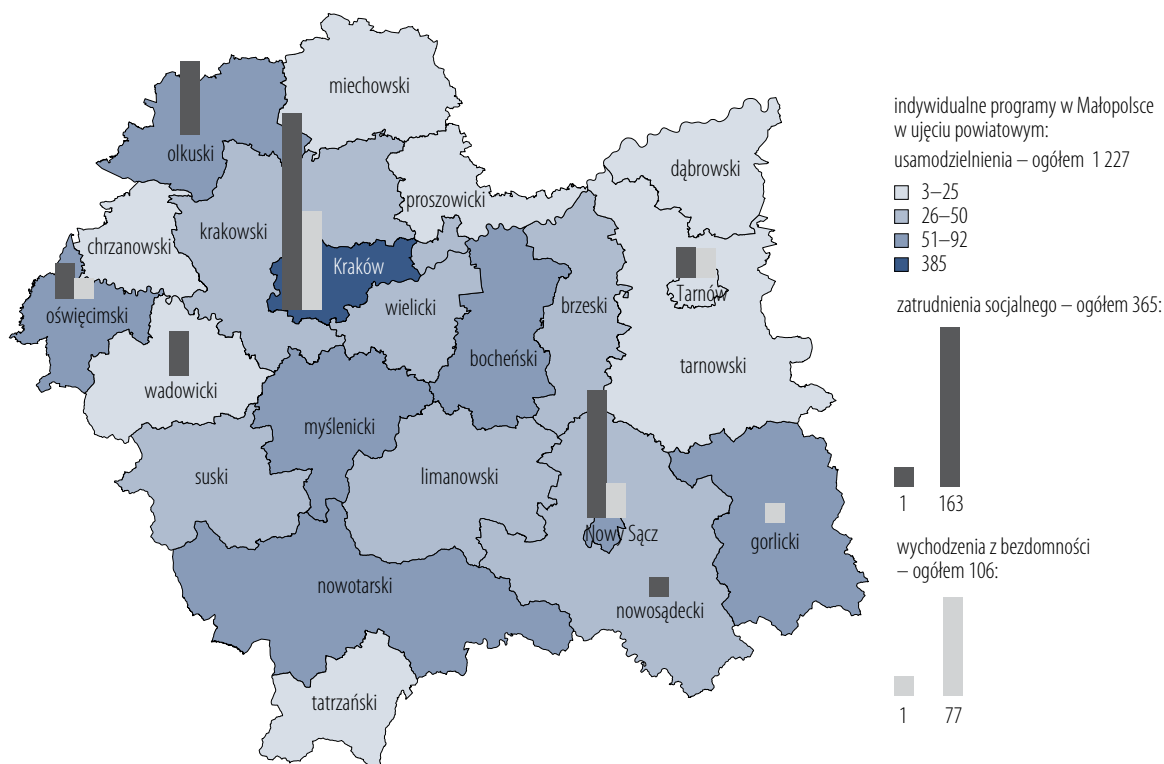 miechowski
olkuski
dąbrowski
proszowicki
krakowski
chrzanowski
Kraków
Tarnów
wielicki
brzeski
oświęcimski
bocheński
tarnowski
wadowicki
myślenicki
suski
limanowski
Nowy Sącz
gorlicki
nowotarski
nowosądecki
tatrzański
indywidualne programy w Małopolsce
w ujęciu powiatowym:
usamodzielnienia – ogółem 1 227
3–25
26–50
51–92
385
zatrudnienia socjalnego – ogółem 365:
1 163
wychodzenia z bezdomności
– ogółem 106:
1 77